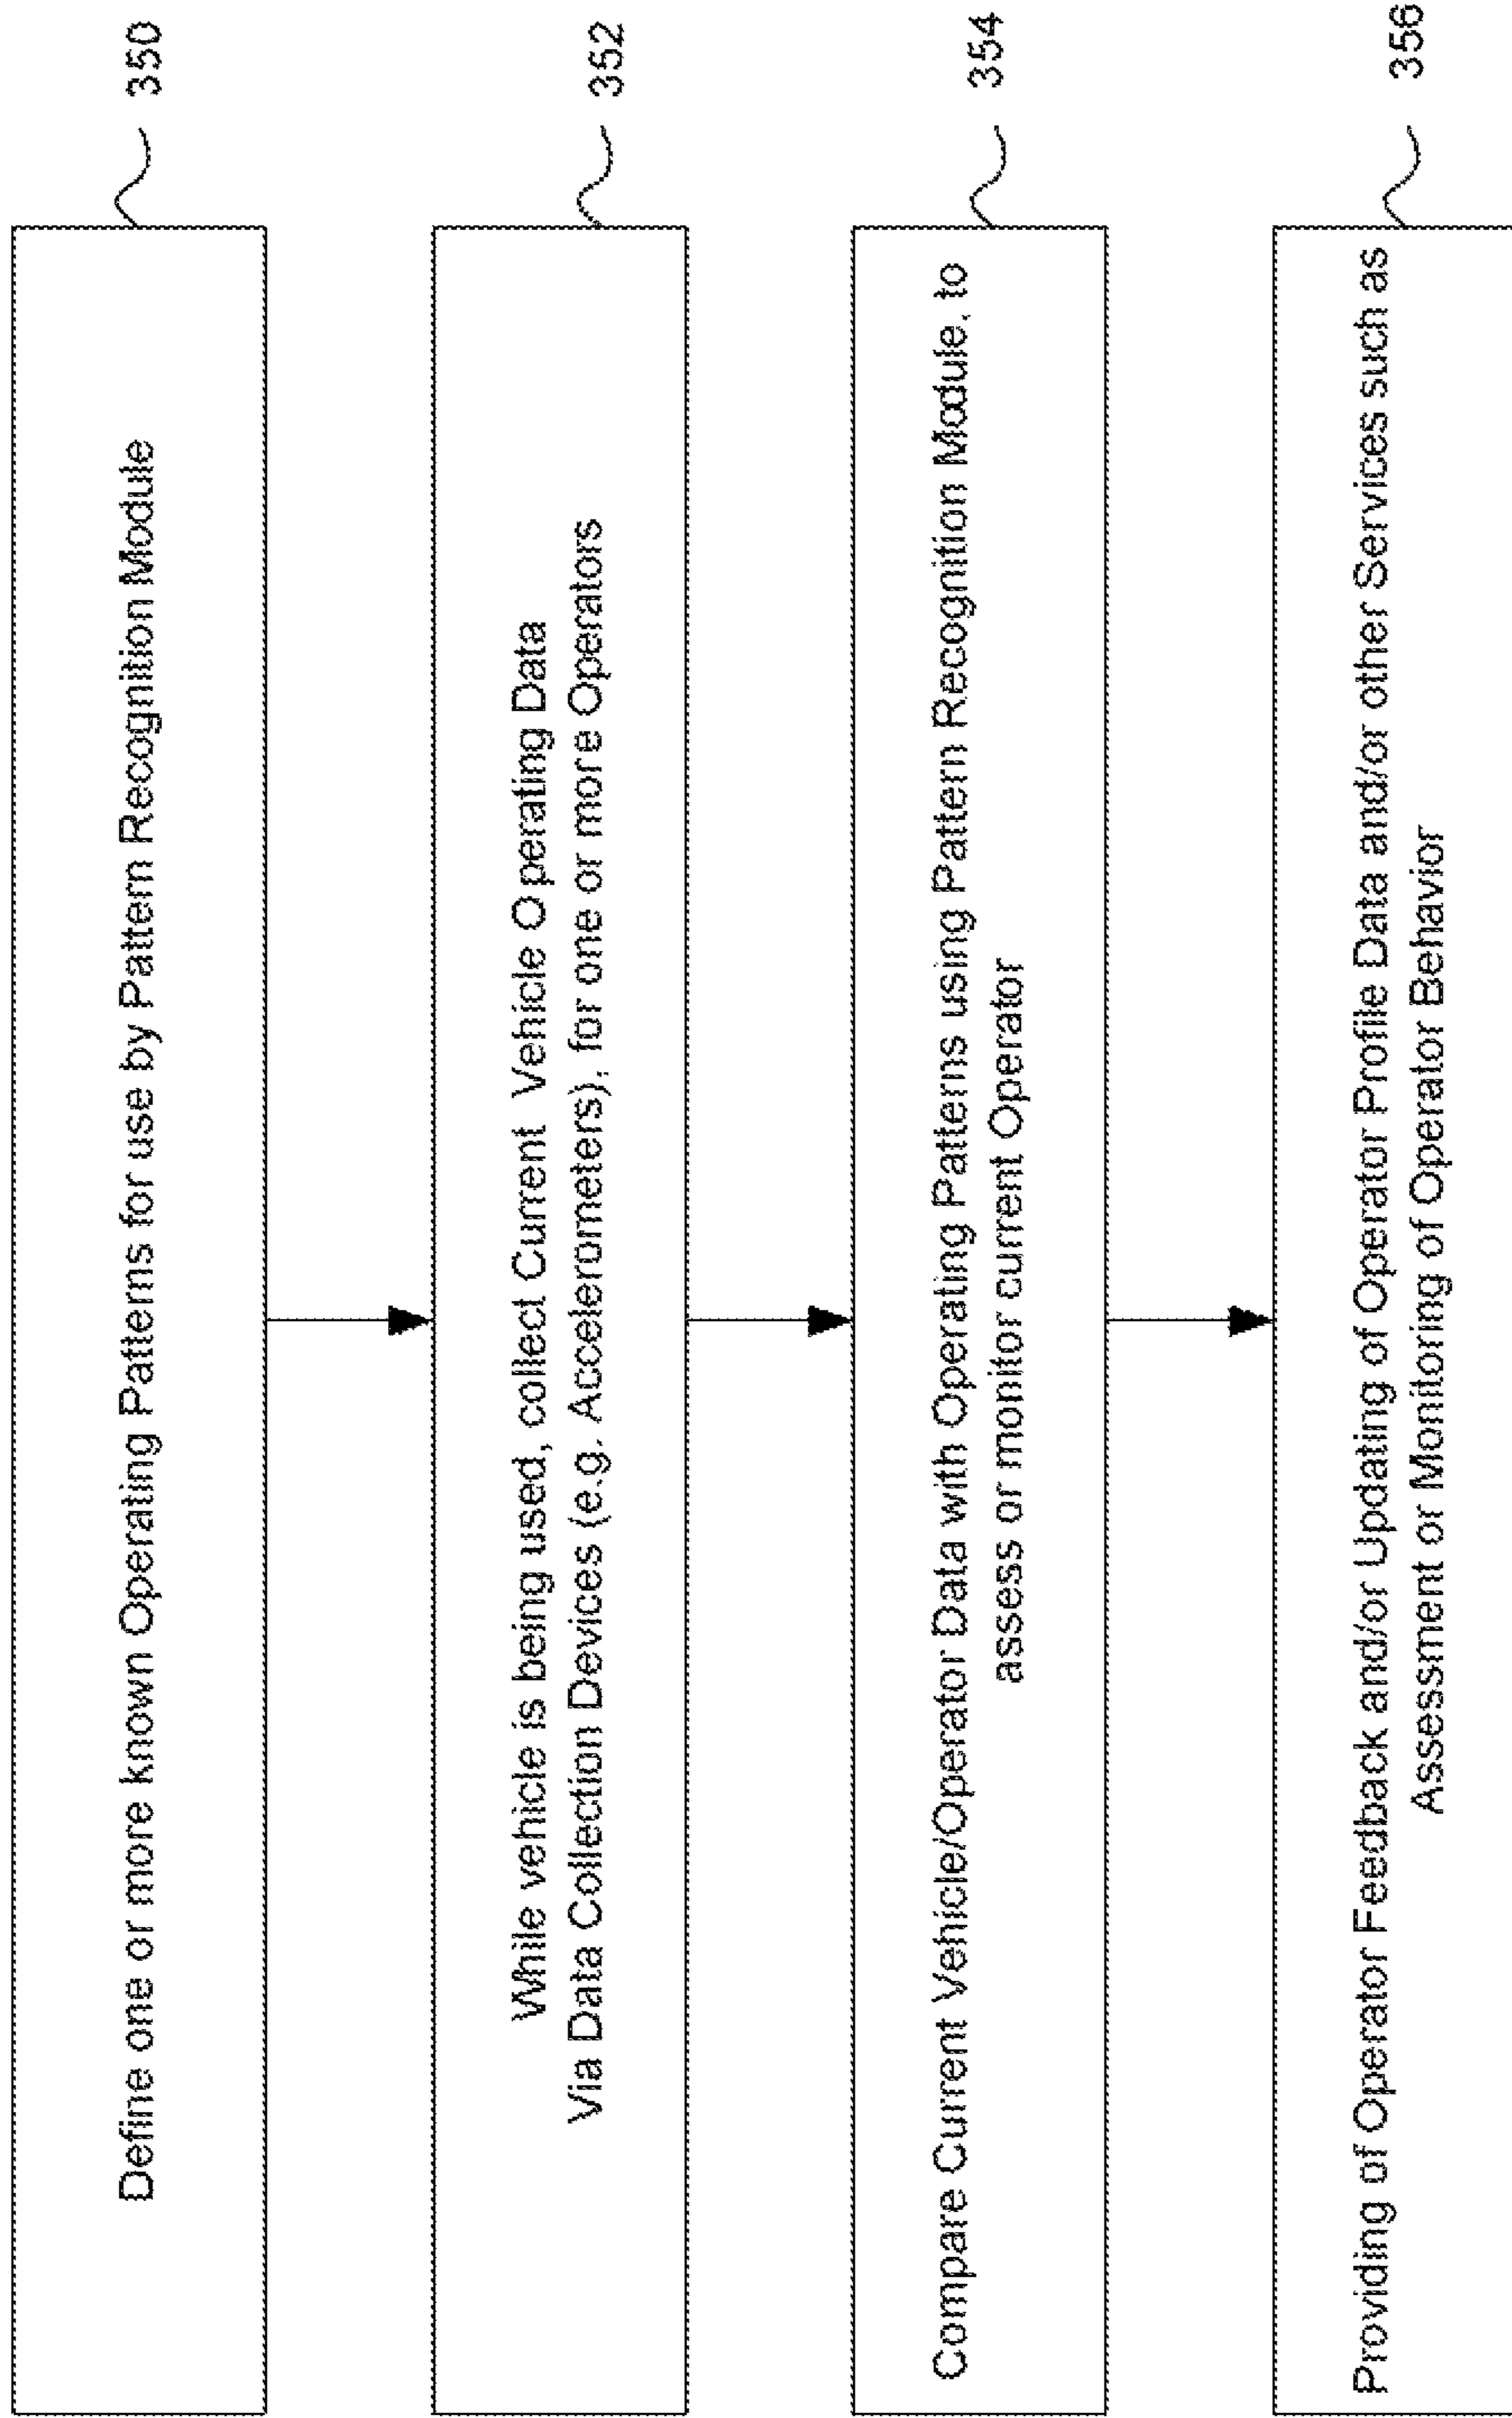 Define one or more known Operating Patterns for use by Pattern Recognition Module
350
While vehicle is being used, collect Current Vehicle Operating Data
Via Data Collection Devices (e.g. Accelerometers), for one or more Operators
352
Compare Current Vehicle/Operator Data with Operating Patterns using Pattern Recognition Module, to
assess or monitor current Operator
354
Providing of Operator Feedback and/or Updating of Operator Profile Data and/or other Services such as
Assessment or Monitoring of Operator Behavior
356